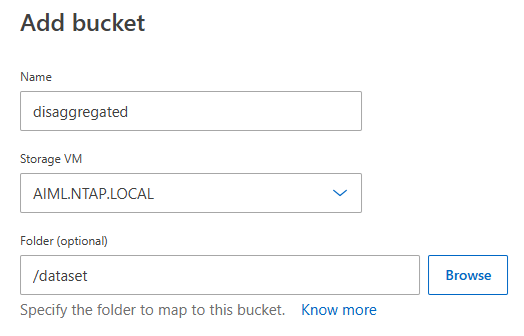 Add bucket
Name
disaggregated
Storage VM
AIML.NTAP.LOCAL
Folder (optional)
/dataset
Browse
Specify the folder to map to this bucket. Know more